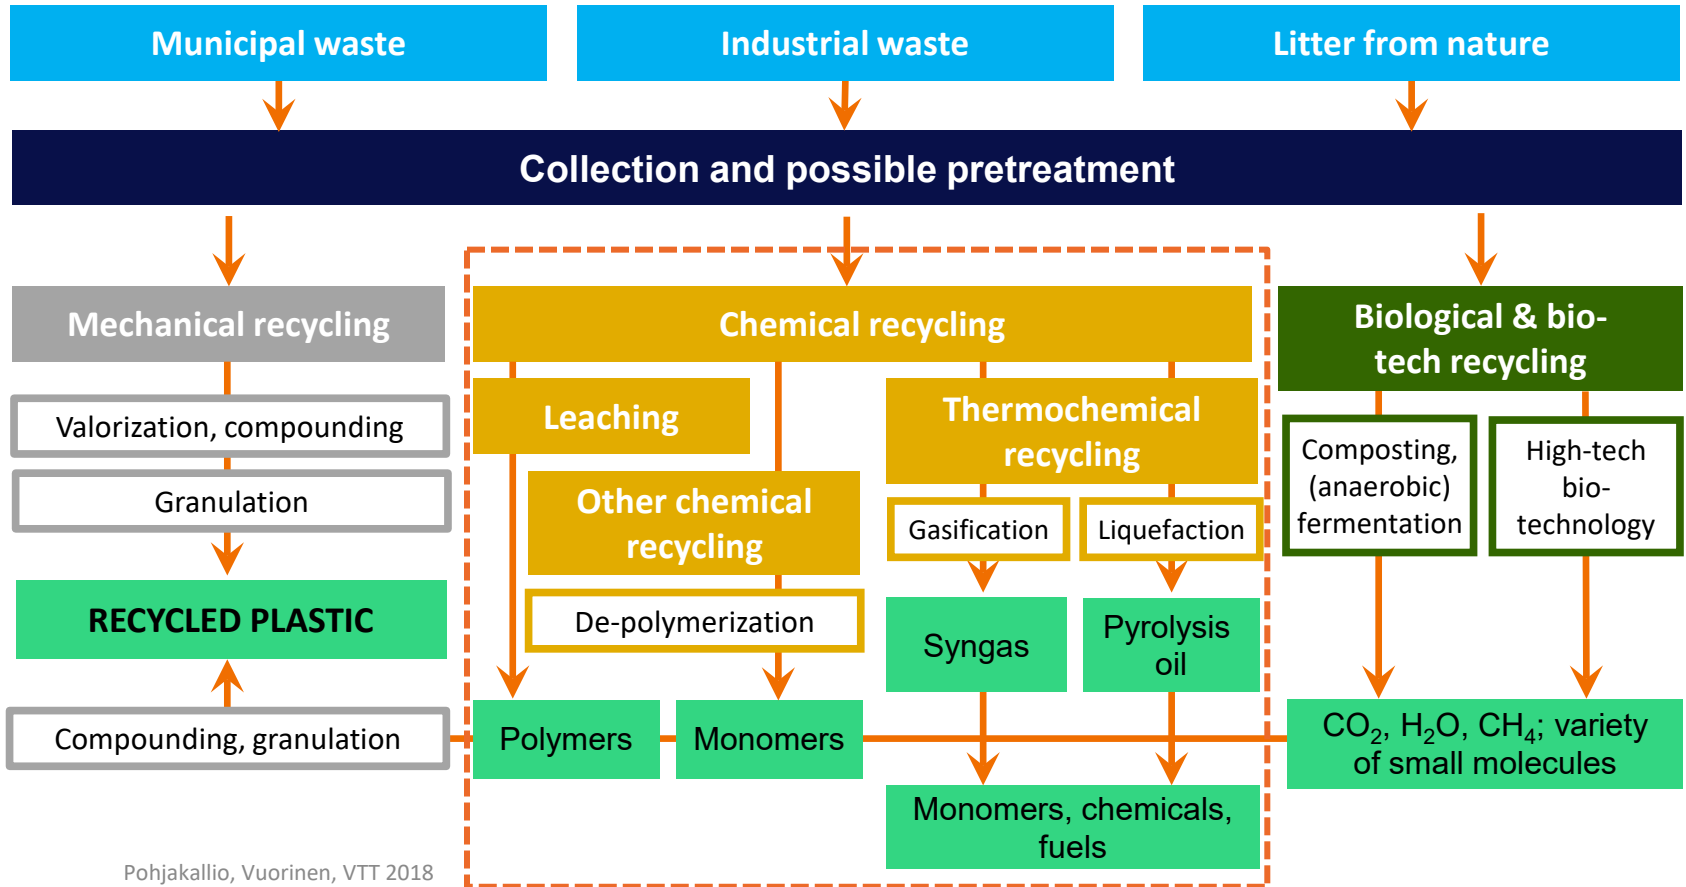 Municipal waste
Industrial waste
Litter from nature
Collection and possible pretreatment
Mechanical recycling
Chemical recycling
Biological & bio-
tech recycling
Valorization, compounding
Granulation
RECYCLED PLASTIC
Compounding, granulation
Leaching
Other chemical
recycling
De-polymerization
Thermochemical
recycling
Gasification
Liquefaction
Syngas
Pyrolysis
oil
Polymers
Monomers
Monomers, chemicals,
fuels
Composting,
(anaerobic)
fermentation
High-tech
bio-
technology
CO₂, H₂O, CH₄; variety
of small molecules
Pohjakallio, Vuorinen, VTT 2018